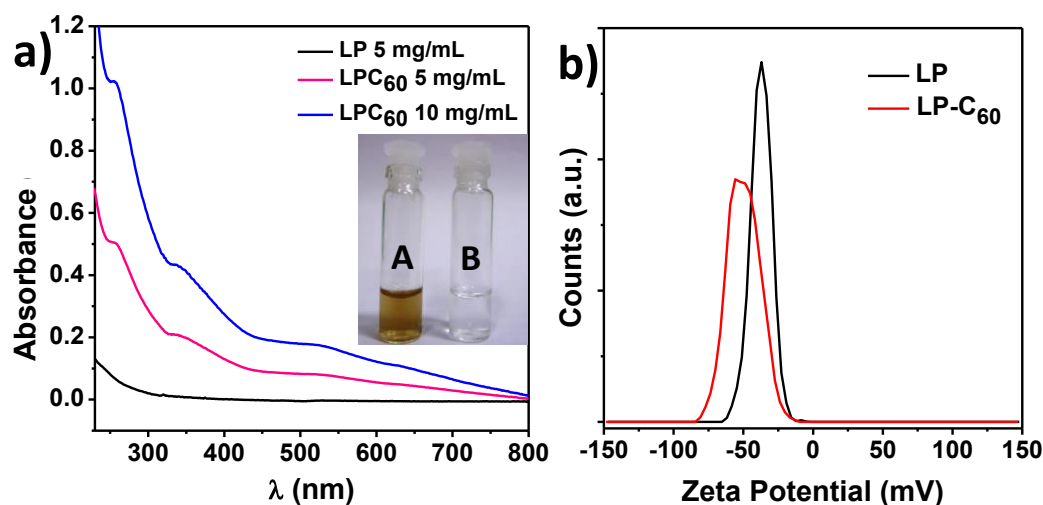 a)
LP 5 mg/mL
LPC60 5 mg/mL
LPC60 10 mg/mL
A B
1.2
1.0
0.8
0.6
0.4
0.2
0.0
Absorbance
300 400 500 600 700 800
λ (nm)
b)
LP
LP-C60
Counts (a.u.)
-150 -100 -50 0 50 100 150
Zeta Potential (mV)